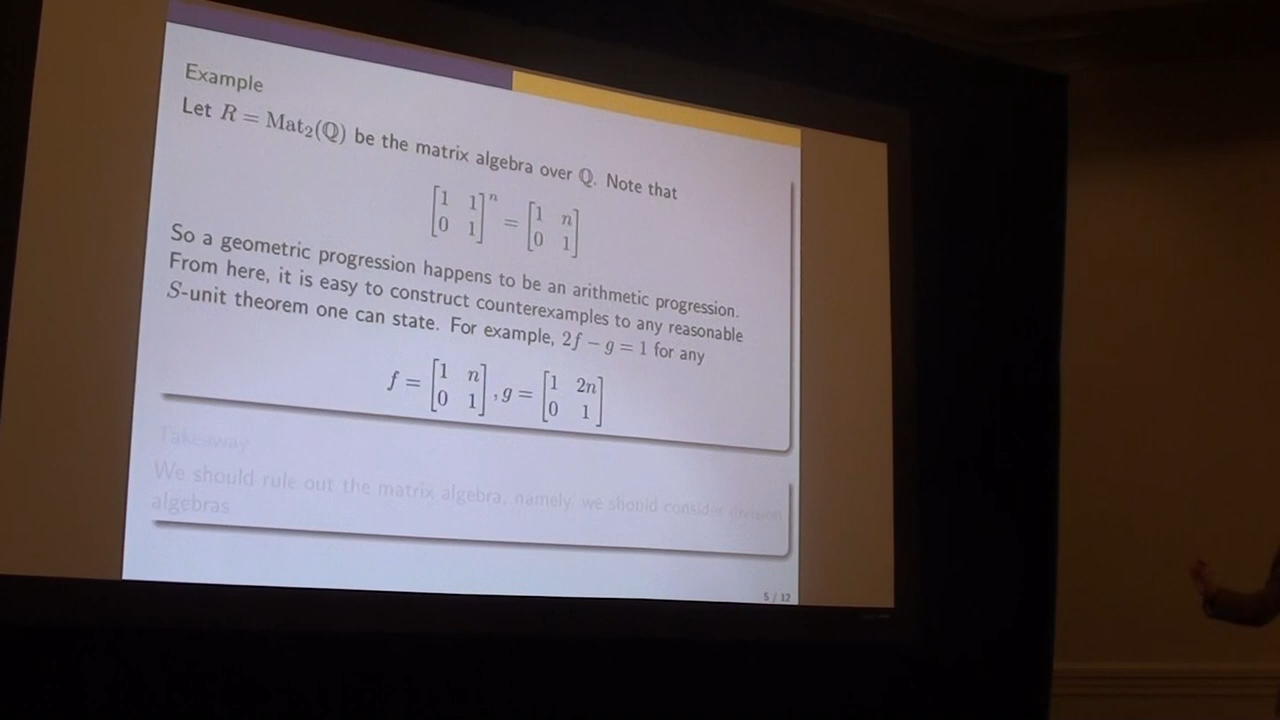 Example
Let R = Mat₂(ℚ) be the matrix algebra over ℚ. Note that
[1 1; 0 1]ⁿ = [1 n; 0 1]
So a geometric progression happens to be an arithmetic progression.
From here, it is easy to construct counterexamples to any reasonable
S-unit theorem one can state. For example, 2f − g = 1 for any
f = [1 n; 0 1], g = [1 2n; 0 1]
Takeaway
We should rule out the matrix algebra, namely we should consider division
algebras
5 / 12